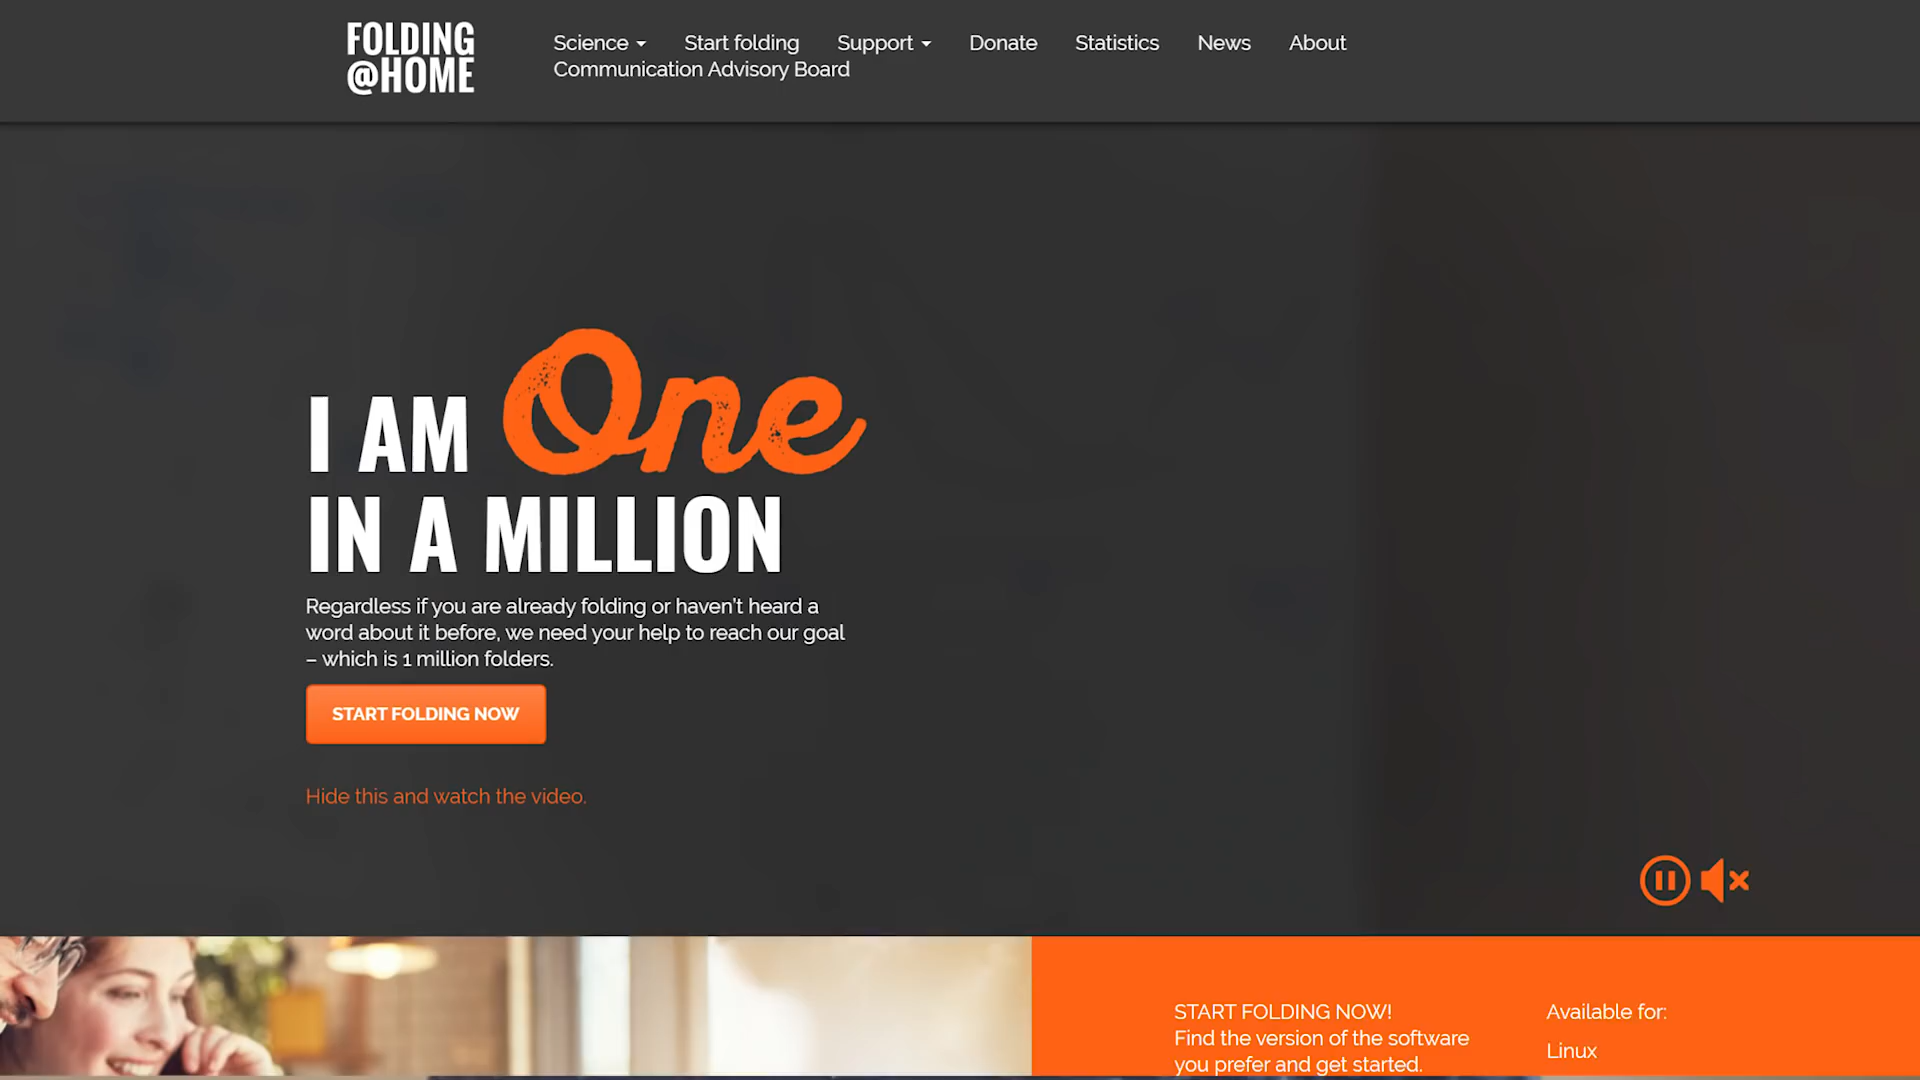 FOLDING
@HOME
Science
Start folding
Support
Donate
Statistics
News
About
Communication Advisory Board
I AM One
IN A MILLION
Regardless if you are already folding or haven't heard a
word about it before, we need your help to reach our goal
– which is 1 million folders.
START FOLDING NOW
Hide this and watch the video.
START FOLDING NOW!
Find the version of the software
you prefer and get started.
Available for:
Linux